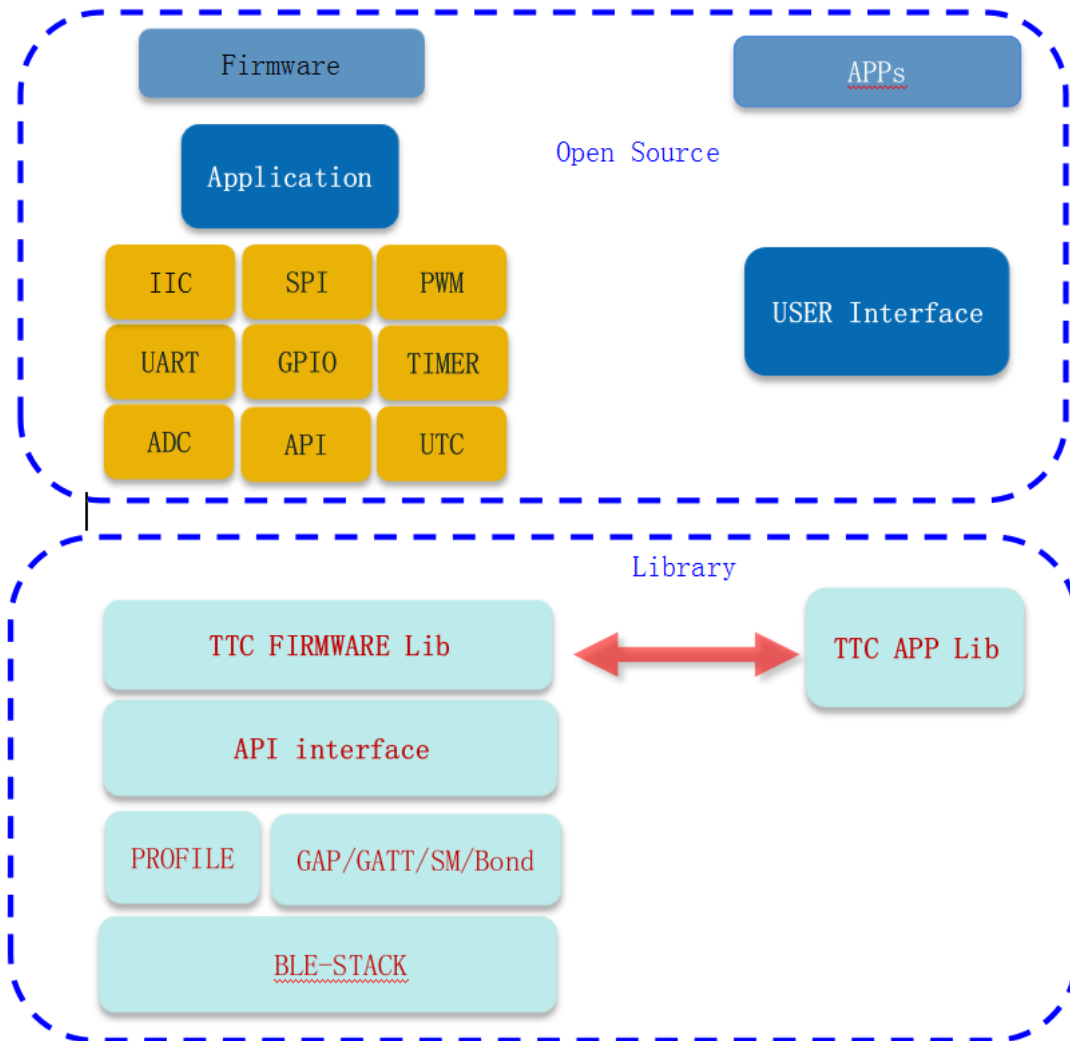 Firmware
APPs
Open Source
Application
IIC SPI PWM
USER Interface
UART GPIO TIMER
ADC API UTC
Library
TTC FIRMWARE Lib
TTC APP Lib
API interface
PROFILE GAP/GATT/SM/Bond
BLE-STACK